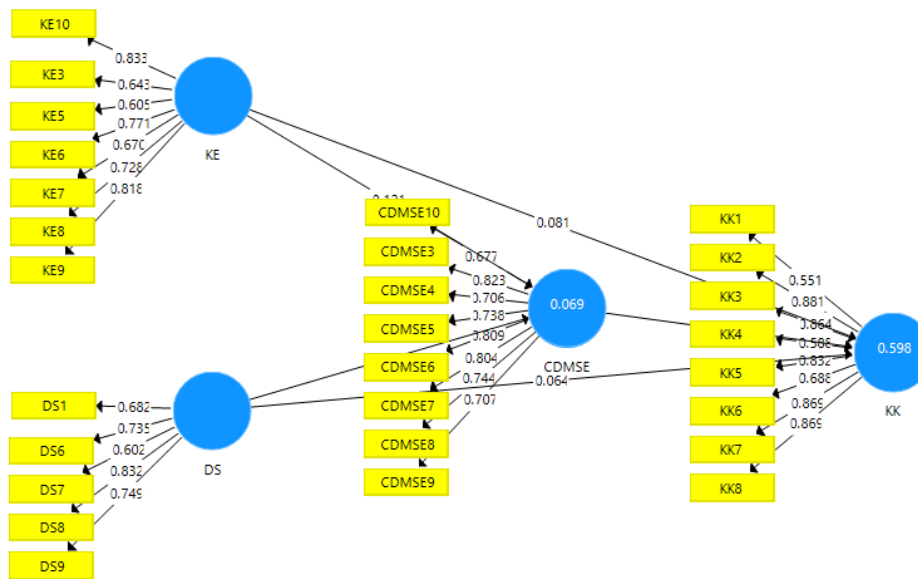 KE10
0.833
KE3
0.643
KE5
0.605
0.771
KE6
0.670
0.728
KE7
0.818
KE8
KE9
KE
0.081
CDMSE10
0.677
CDMSE3
0.823
CDMSE4
0.706
0.738
CDMSE5
0.809
CDMSE6
0.804
0.744
CDMSE7
0.707
CDMSE8
CDMSE9
0.069
CDMSE
0.064
DS1
0.682
0.735
DS6
0.602
DS7
0.832
0.749
DS8
DS9
DS
KK1
KK2
0.551
0.881
KK3
0.864
KK4
0.832
KK5
0.688
KK6
0.869
KK7
0.869
KK8
0.598
KK